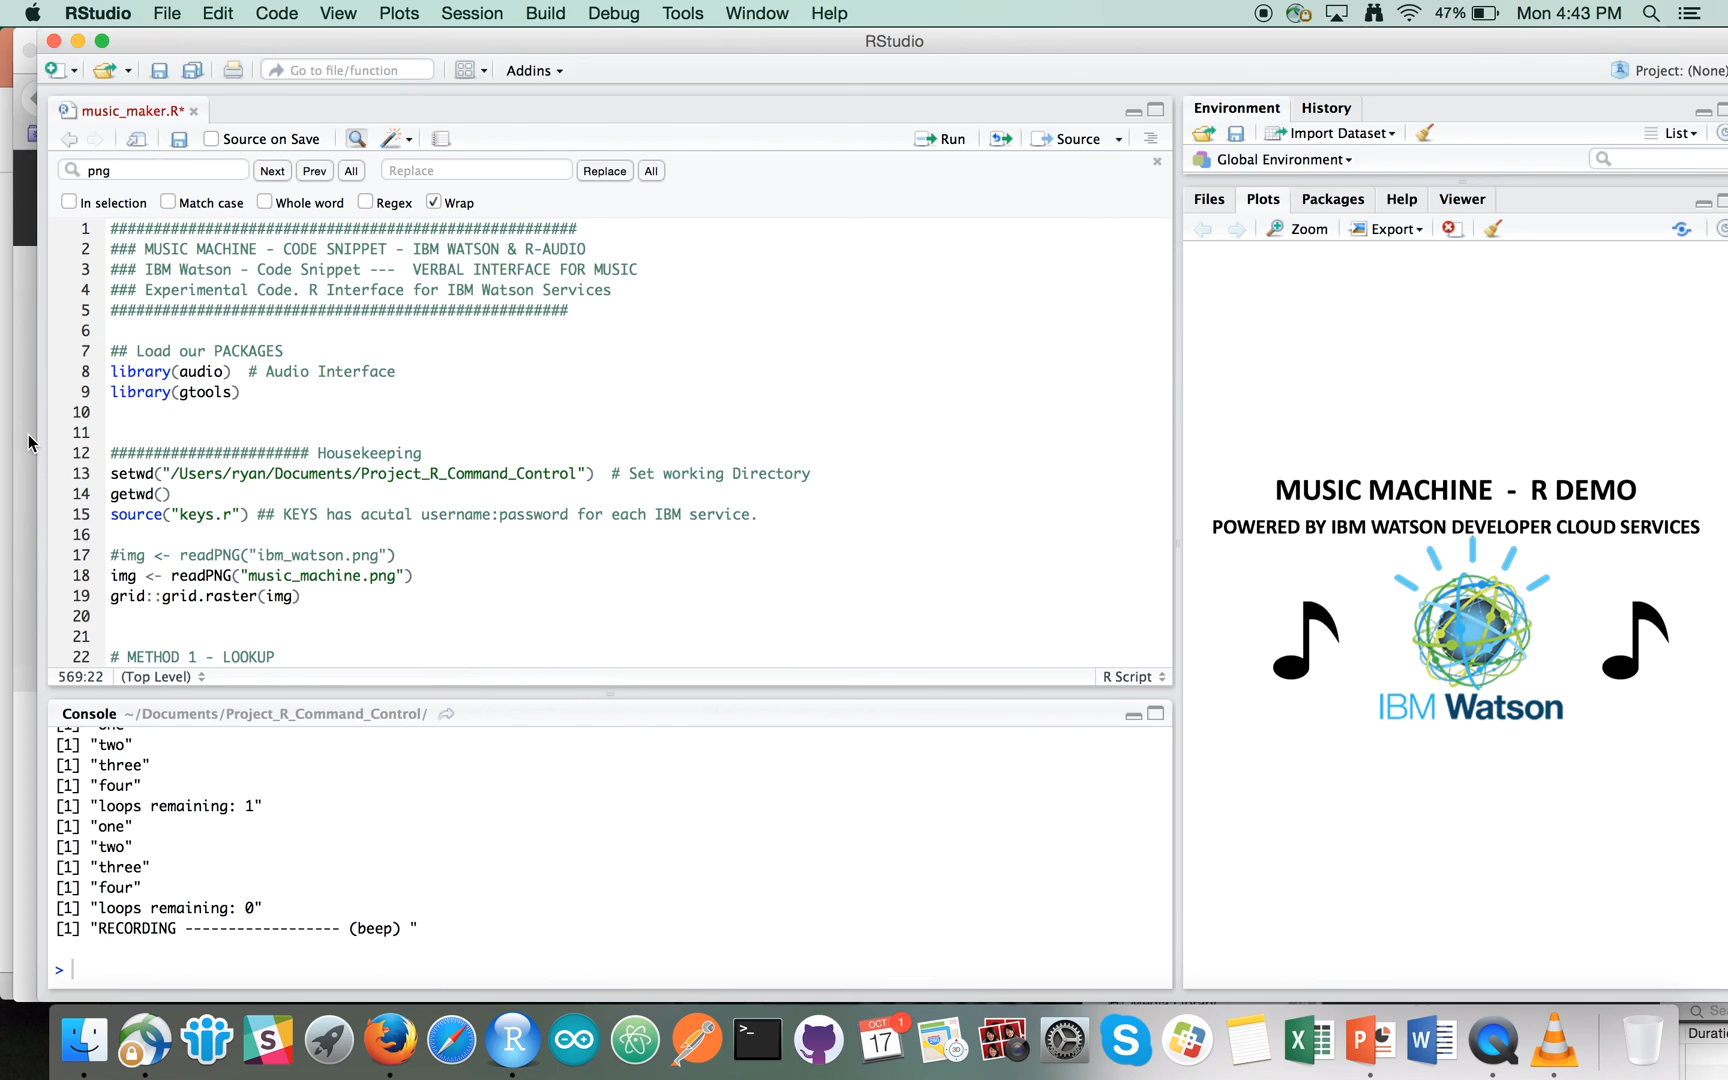 RStudio File Edit Code View Plots Session Build Debug Tools Window Help 47% Mon 4:43 PM
RStudio
Go to file/function Addins Project: (None)
music_maker.R*
Source on Save Run Source
png Next Prev All Replace Replace All
In selection Match case Whole word Regex Wrap
1 ######################################################
2 ### MUSIC MACHINE - CODE SNIPPET - IBM WATSON & R-AUDIO
3 ### IBM Watson - Code Snippet --- VERBAL INTERFACE FOR MUSIC
4 ### Experimental Code. R Interface for IBM Watson Services
5 #####################################################
6
7 ## Load our PACKAGES
8 library(audio) # Audio Interface
9 library(gtools)
10
11
12 ####################### Housekeeping
13 setwd("/Users/ryan/Documents/Project_R_Command_Control") # Set working Directory
14 getwd()
15 source("keys.r") ## KEYS has acutal username:password for each IBM service.
16
17 #img <- readPNG("ibm_watson.png")
18 img <- readPNG("music_machine.png")
19 grid::grid.raster(img)
20
21
22 # METHOD 1 - LOOKUP
569:22 (Top Level) R Script
Console ~/Documents/Project_R_Command_Control/
[1] "one"
[1] "two"
[1] "three"
[1] "four"
[1] "loops remaining: 1"
[1] "one"
[1] "two"
[1] "three"
[1] "four"
[1] "loops remaining: 0"
[1] "RECORDING ------------------ (beep) "
>
Environment History
Import Dataset List
Global Environment
Files Plots Packages Help Viewer
Zoom Export
MUSIC MACHINE - R DEMO
POWERED BY IBM WATSON DEVELOPER CLOUD SERVICES
IBM Watson
OCT 17 1
Duratio